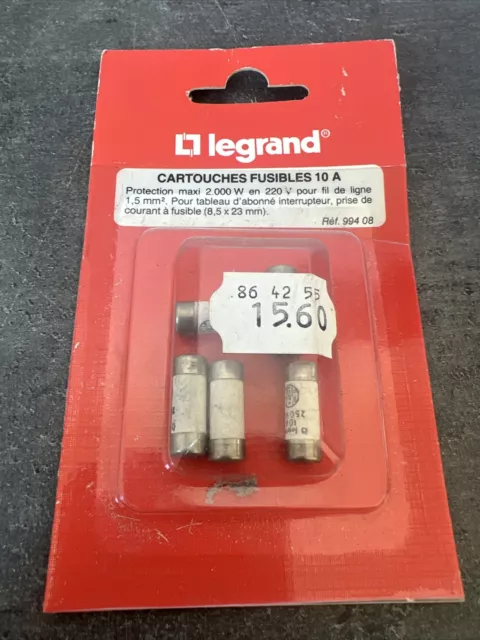 legrand®
CARTOUCHES FUSIBLES 10 A
Protection maxi 2.000 W en 220 V pour fil de ligne
1,5 mm². Pour tableau d'abonné interrupteur, prise de
courant à fusible (8,5 x 23 mm).
Réf. 994 08
86 42 55
15.60
250